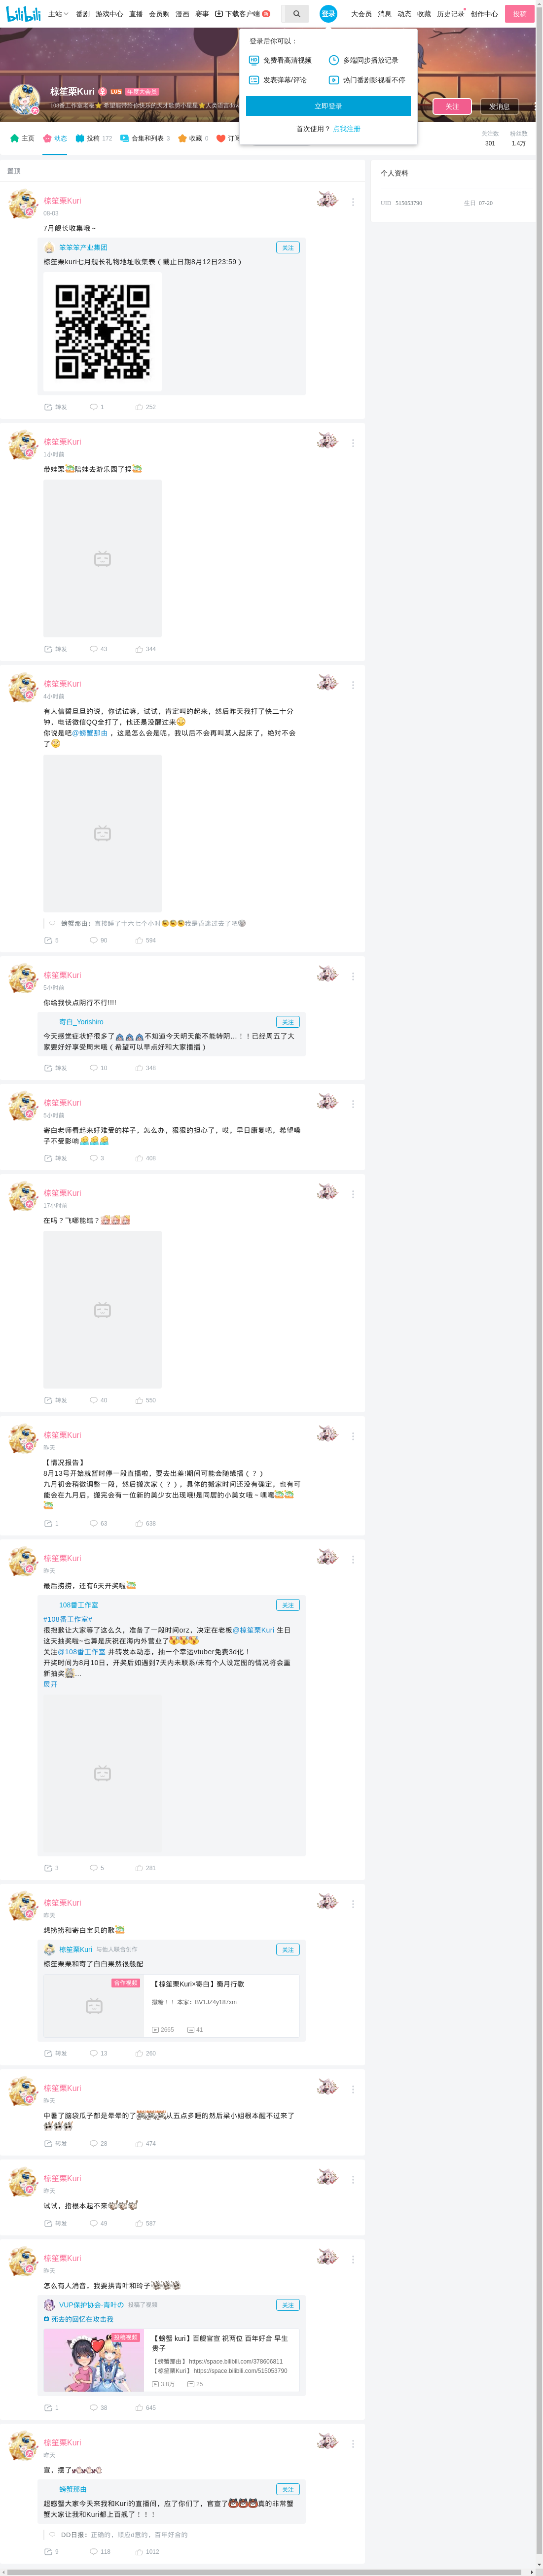 bilibili 主站 番剧 游戏中心 直播 会员购 漫画 赛事 下载客户端 登录 大会员 消息 动态 收藏 历史记录 创作中心 投稿
登录后你可以：
免费看高清视频 多端同步播放记录
发表弹幕/评论 热门番剧影视看不停
立即登录
首次使用？ 点我注册
椋笙栗Kuri LV5 年度大会员
关注 发消息
主页 动态 投稿 172 合集和列表 3 收藏 0 订阅
关注数 粉丝数
301 1.4万
置顶
个人资料
UID 515053790 生日 07-20
椋笙栗Kuri
08-03
7月舰长收集哦～
笨笨笨产业集团 关注
椋笙栗kuri七月舰长礼物地址收集表（截止日期8月12日23:59）
转发 1 252
椋笙栗Kuri
1小时前
带娃栗陪娃去游乐园了捏
转发 43 344
椋笙栗Kuri
4小时前
有人信誓旦旦的说，你试试嘛，试试，肯定叫的起来，然后昨天我打了快二十分
钟，电话微信QQ全打了，他还是没醒过来
你说是吧@螃蟹那由 ，这是怎么会是呢，我以后不会再叫某人起床了，绝对不会
了
螃蟹那由：直接睡了十六七个小时我是昏迷过去了吧
5 90 594
椋笙栗Kuri
5小时前
你给我快点阴行不行!!!!
寄白_Yorishiro 关注
今天感觉症状好很多了不知道今天明天能不能转阴…！！已经周五了大
家要好好享受周末哦（希望可以早点好和大家播播）
转发 10 349
椋笙栗Kuri
5小时前
寄白老师看起来好难受的样子，怎么办，狠狠的担心了，哎，早日康复吧，希望嗓
子不受影响
转发 3 408
椋笙栗Kuri
17小时前
在吗？飞哪能结？
转发 40 550
椋笙栗Kuri
昨天
【情况报告】
8月13号开始就暂时停一段直播啦，要去出差!期间可能会随缘播（？）
九月初会稍微调整一段，然后搬次家（？），具体的搬家时间还没有确定，也有可
能会在九月后，搬完会有一位新的美少女出现哦!是同居的小美女哦～嘿嘿
1 63 638
椋笙栗Kuri
昨天
最后捞捞，还有6天开奖啦
108番工作室 关注
#108番工作室#
很抱歉让大家等了这么久，准备了一段时间orz，决定在老板@椋笙栗Kuri 生日
这天抽奖啦~也算是庆祝在海内外营业了
关注@108番工作室 并转发本动态，抽一个幸运vtuber免费3d化！
开奖时间为8月10日，开奖后如遇到7天内未联系/未有个人设定图的情况将会重
新抽奖…
展开
3 5 281
椋笙栗Kuri
昨天
想捞捞和寄白宝贝的歌
椋笙栗Kuri 与他人联合创作 关注
椋笙栗栗和寄了白白果然很般配
合作视频
【椋笙栗Kuri×寄白】蜀月行歌
撒糖！！ 本家：BV1JZ4y187xm
2665 41
转发 13 260
椋笙栗Kuri
昨天
中暑了脑袋瓜子都是晕晕的了从五点多睡的然后梁小姐根本醒不过来了
转发 28 474
椋笙栗Kuri
昨天
试试，指根本起不来
转发 49 587
椋笙栗Kuri
昨天
怎么有人消音，我要拱青叶和玲子
VUP保护协会-青叶の 投稿了视频 关注
死去的回忆在攻击我
投稿视频
【螃蟹 kuri】百舰官宣 祝两位 百年好合 早生
贵子
【螃蟹那由】 https://space.bilibili.com/378606811
【椋笙栗Kuri】 https://space.bilibili.com/515053790
3.8万 25
1 38 645
椋笙栗Kuri
昨天
宣，摆了
螃蟹那由 关注
超感蟹大家今天来我和Kuri的直播间，应了你们了，官宣了真的非常蟹
蟹大家让我和Kuri都上百舰了！！！
DD日报：正确的，顾应d意的，百年好合的
9 118 1012